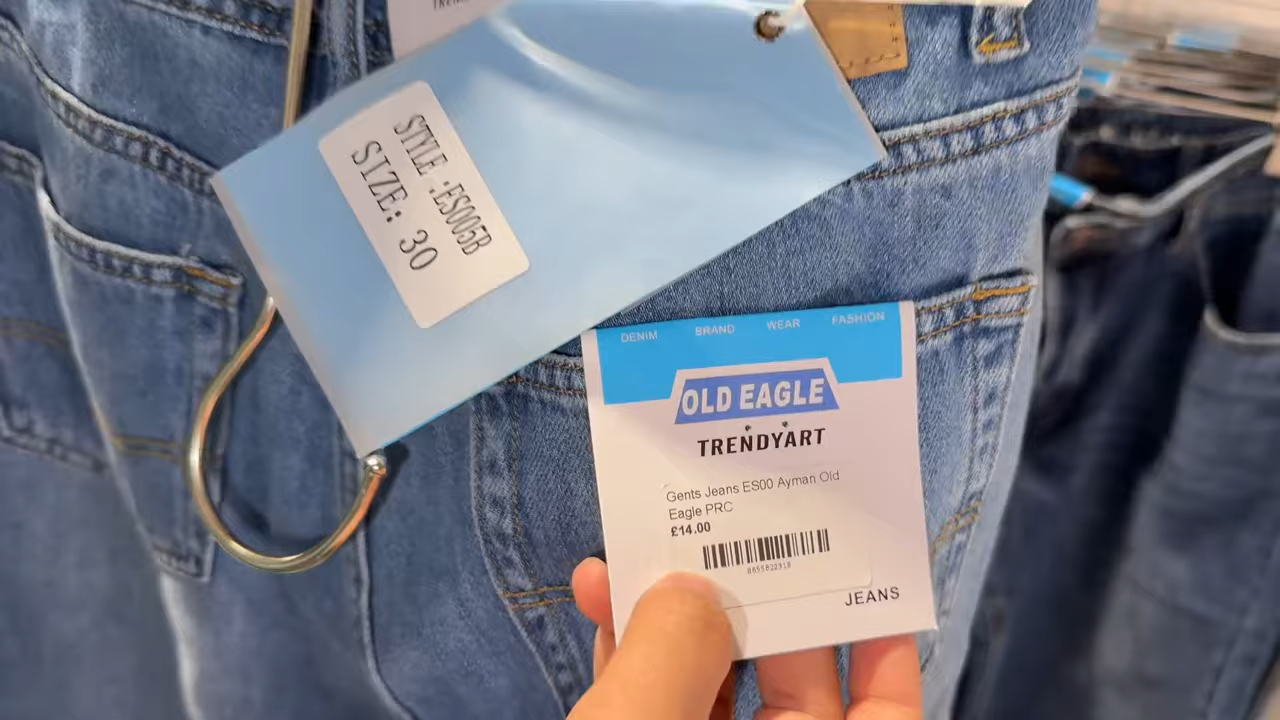 STYLE :ES005B
SIZE: 30
DENIM BRAND WEAR FASHION
OLD EAGLE
TRENDYART
Gents Jeans ES00 Ayman Old
Eagle PRC
£14.00
8655822318
JEANS